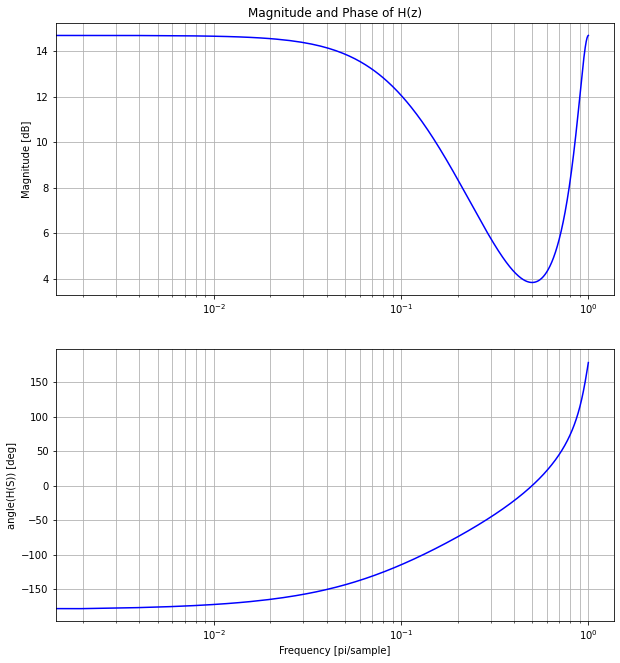 Magnitude and Phase of H(z)
Magnitude [dB]
14
12
10
8
6
4
10⁻² 10⁻¹ 10⁰
angle(H(S)) [deg]
150
100
50
0
−50
−100
−150
10⁻² 10⁻¹ 10⁰
Frequency [pi/sample]